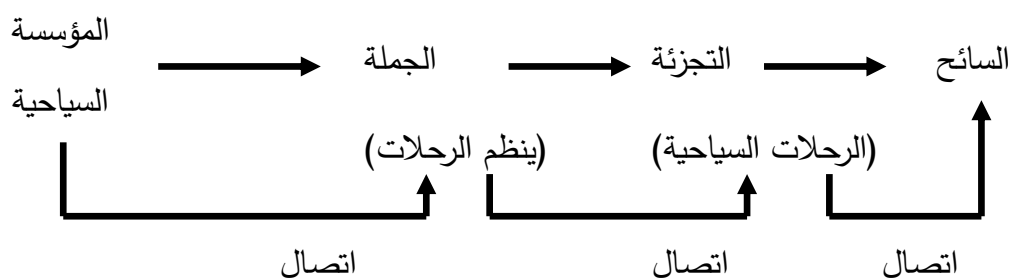 المؤسسة
السياحية
الجملة
التجزئة
السائح
(ينظم الرحلات)
(الرحلات السياحية)
اتصال
اتصال
اتصال